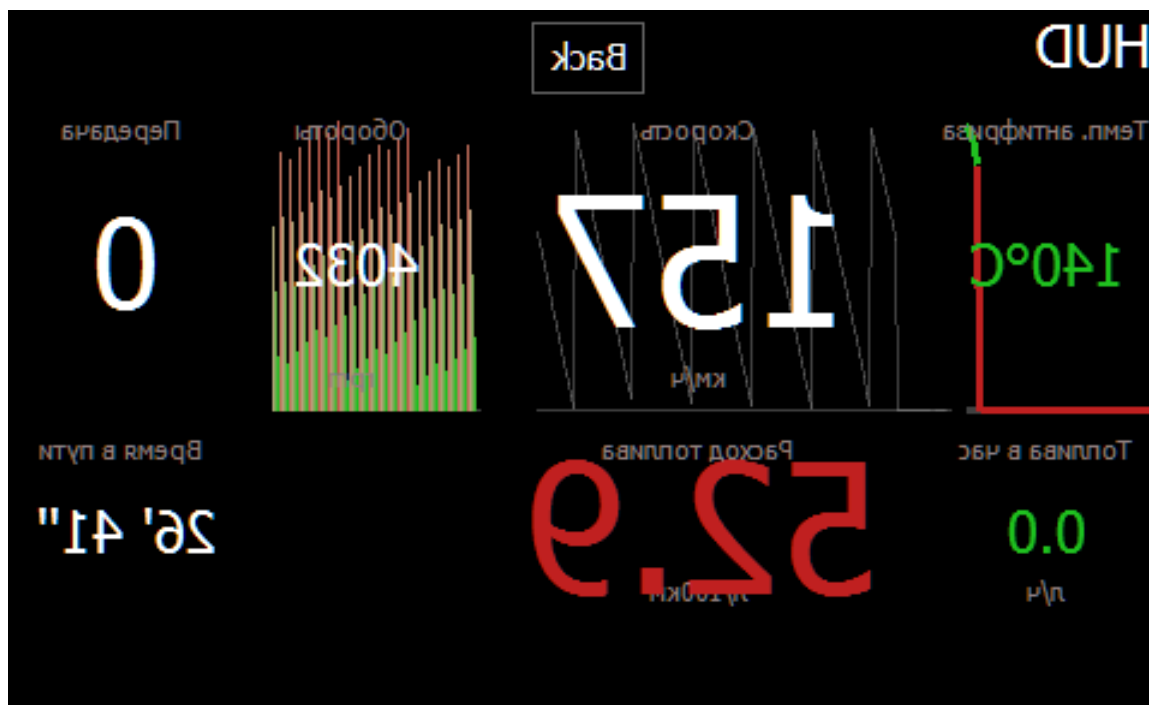 HUD
Back
Темп. антифриза
Скорость
Обороты
Передача
140°C
157
4032
0
км/ч
Топлива в час
Расход топлива
Время в пути
0.0
52.9
26' 41"
л/ч
л/100км